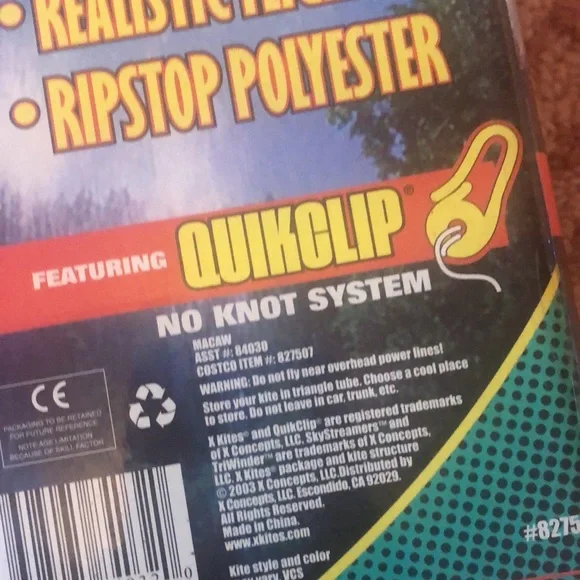 • REALISTIC
• RIPSTOP POLYESTER
FEATURING QUIKCLIP®
NO KNOT SYSTEM
MACAW
ASST #: 84030
COSTCO ITEM #: 827507
WARNING: Do not fly near overhead power lines!
Store your kite in triangle tube. Choose a cool place
to store. Do not leave in car, trunk, etc.
X Kites® and QuikClip® are registered trademarks
of X Concepts, LLC. SkyStreamers™ and
TriWinder™ are trademarks of X Concepts,
LLC. X Kites® package and kite structure
© 2003 X Concepts, LLC. Distributed by
X Concepts, LLC. Escondido, CA 92029.
All Rights Reserved.
Made in China.
www.xkites.com
Kite style and color
may vary. VCS
CE
PACKAGING TO BE RETAINED
FOR FUTURE REFERENCE
NOTE AGE LIMITATION
BECAUSE OF SKILL FACTOR
#8275